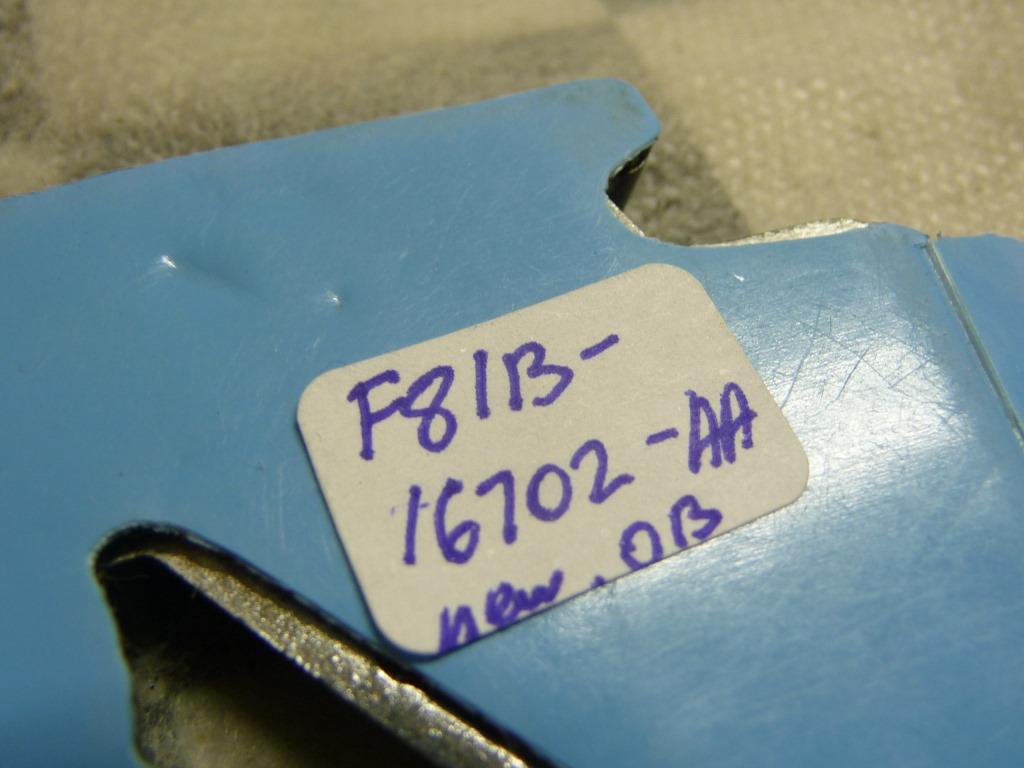 F81B-
16702-AA
new. OB